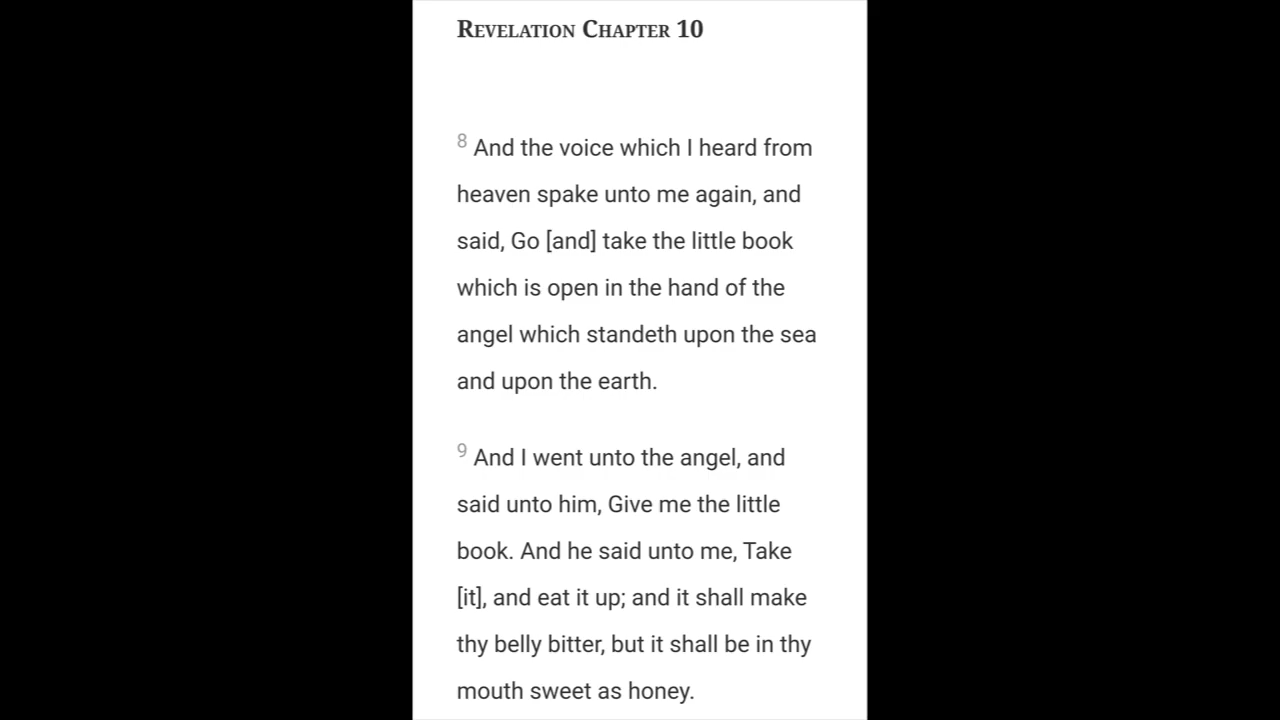 Revelation Chapter 10
8 And the voice which I heard from
heaven spake unto me again, and
said, Go [and] take the little book
which is open in the hand of the
angel which standeth upon the sea
and upon the earth.
9 And I went unto the angel, and
said unto him, Give me the little
book. And he said unto me, Take
[it], and eat it up; and it shall make
thy belly bitter, but it shall be in thy
mouth sweet as honey.